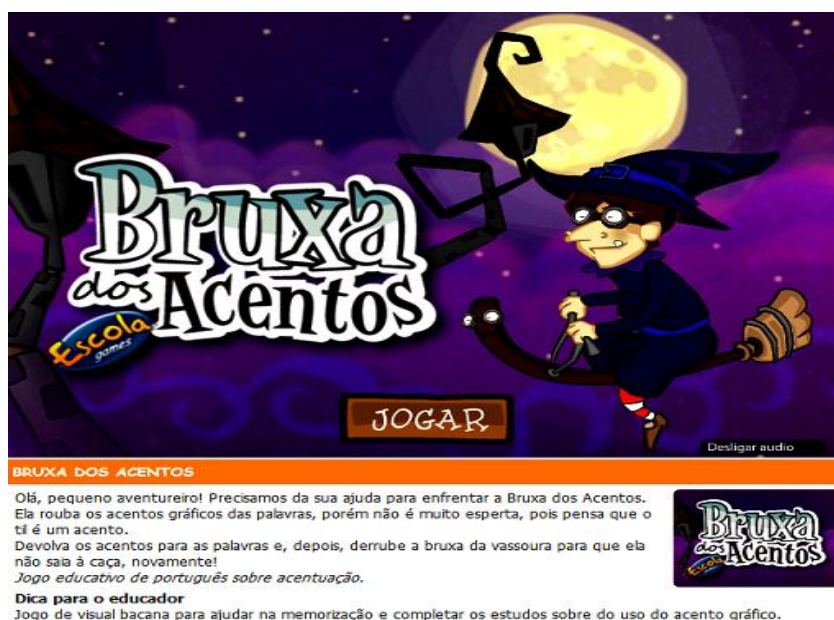 Bruxa
dos Acentos
Escola
games
JOGAR
Desligar audio
BRUXA DOS ACENTOS
Olá, pequeno aventureiro! Precisamos da sua ajuda para enfrentar a Bruxa dos Acentos.
Ela rouba os acentos gráficos das palavras, porém não é muito esperta, pois pensa que o
til é um acento.
Devolva os acentos para as palavras e, depois, derrube a bruxa da vassoura para que ela
não saia à caça, novamente!
Jogo educativo de português sobre acentuação.
Bruxa
dos Acentos
Escola
Dica para o educador
Jogo de visual bacana para ajudar na memorização e completar os estudos sobre do uso do acento gráfico.